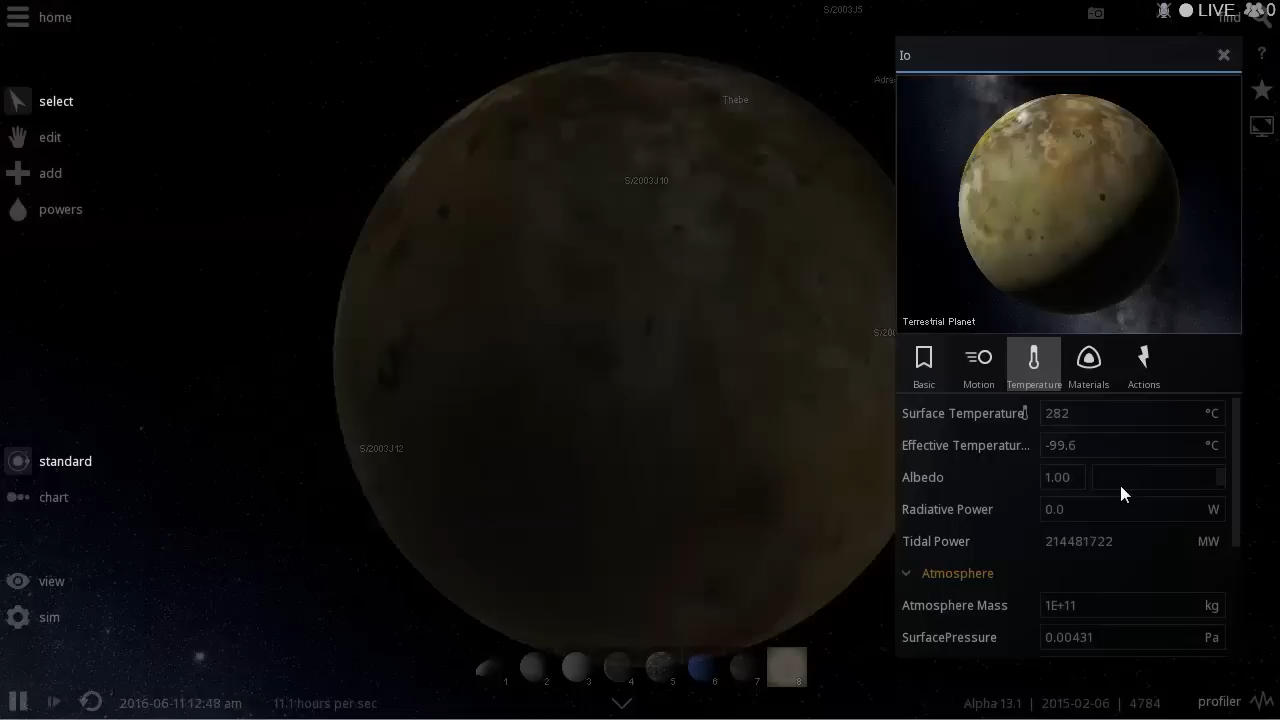 home
S/2003J5
LIVE 0
find
select
edit
add
powers
Thebe
Adra
S/2003J10
S/200
S/2003J12
Io
Terrestrial Planet
Basic Motion Temperature Materials Actions
Surface Temperature 282 °C
Effective Temperatur... -99.6 °C
Albedo 1.00
Radiative Power 0.0 W
Tidal Power 214481722 MW
Atmosphere
Atmosphere Mass 1E+11 kg
SurfacePressure 0.00431 Pa
standard
chart
view
sim
1 2 3 4 5 6 7 8
2016-06-11 12:48 am 11.1 hours per sec
Alpha 13.1 | 2015-02-06 | 4784
profiler